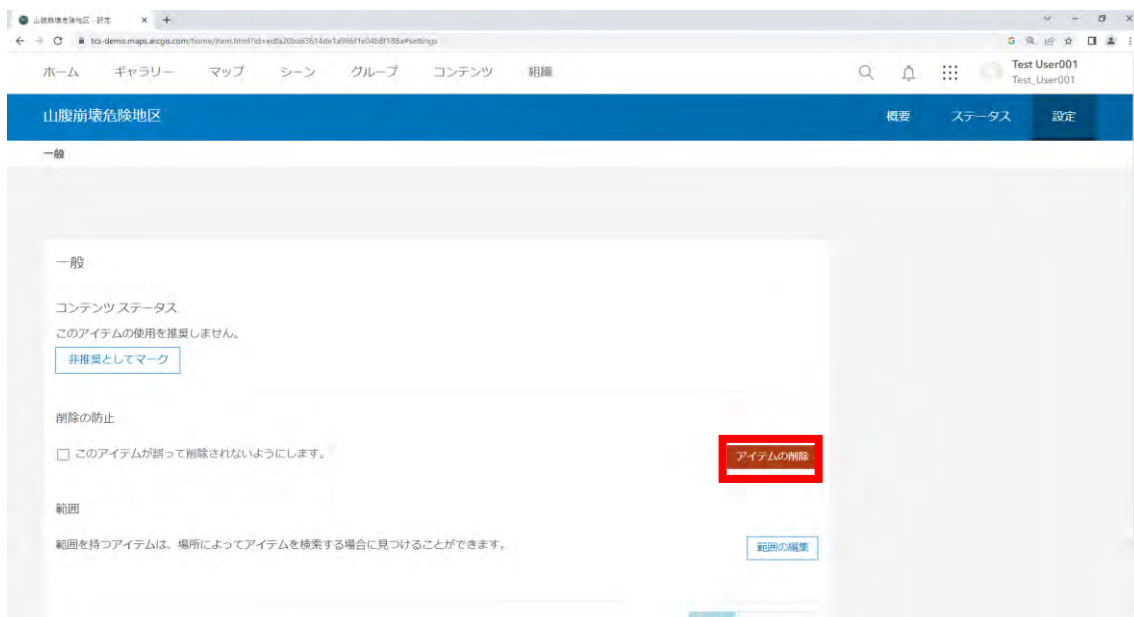 山腹崩壊危険地区 - 設定
ホーム ギャラリー マップ シーン グループ コンテンツ 組織
Test User001
Test_User001
山腹崩壊危険地区 概要 ステータス 設定
一般
一般
コンテンツ ステータス
このアイテムの使用を推奨しません。
非推奨としてマーク
削除の防止
このアイテムが誤って削除されないようにします。 アイテムの削除
範囲
範囲を持つアイテムは、場所によってアイテムを検索する場合に見つけることができます。 範囲の編集